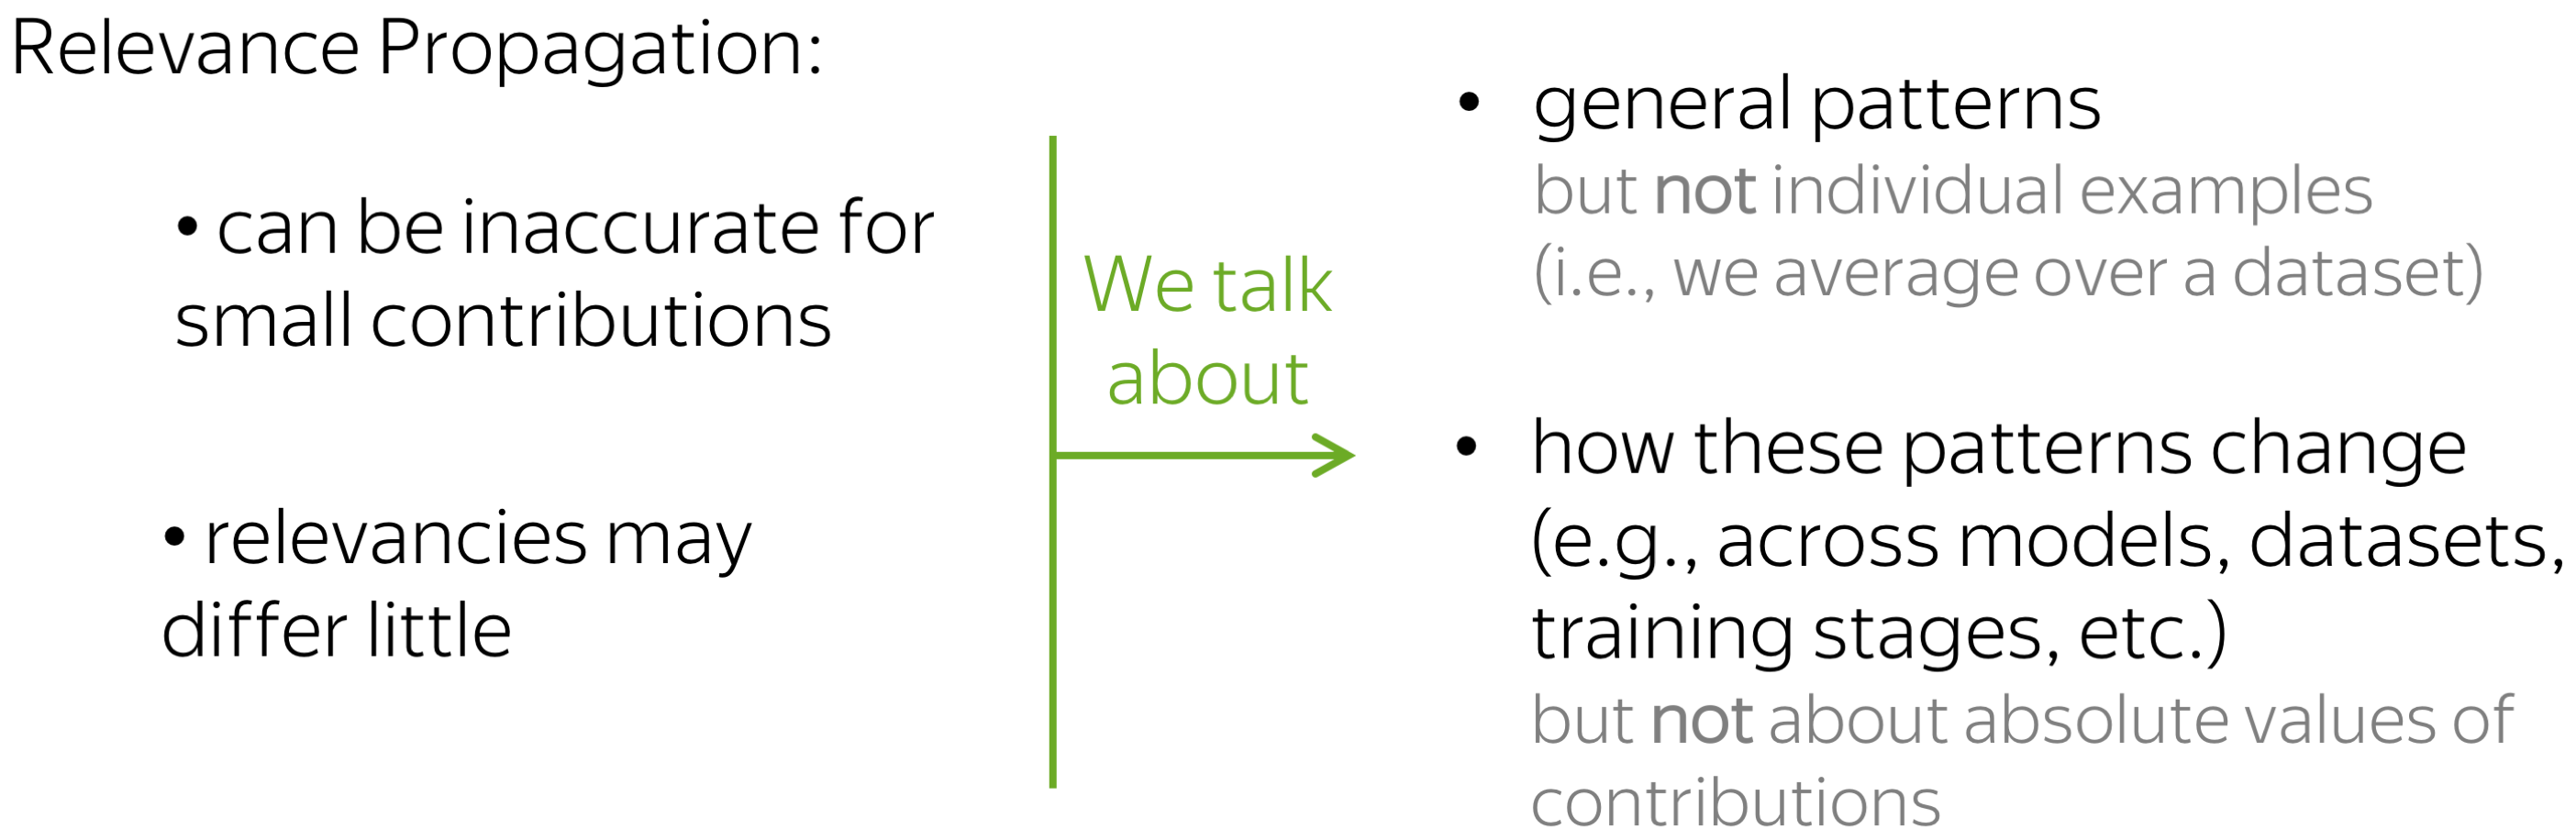 Relevance Propagation:
• can be inaccurate for
small contributions
• relevancies may
differ little
We talk
about
• general patterns
but not individual examples
(i.e., we average over a dataset)
• how these patterns change
(e.g., across models, datasets,
training stages, etc.)
but not about absolute values of
contributions